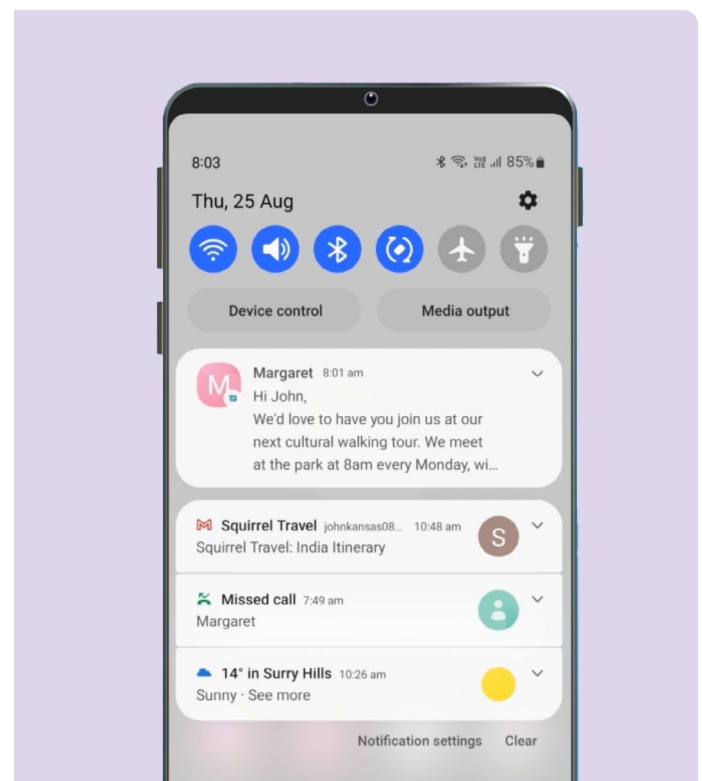 8:03 Vo) LTE 85%
Thu, 25 Aug
Device control Media output
M
Margaret 8:01 am
Hi John,
We'd love to have you join us at our
next cultural walking tour. We meet
at the park at 8am every Monday, wi...
Squirrel Travel johnkansas08... 10:48 am
S
Squirrel Travel: India Itinerary
Missed call 7:49 am
Margaret
14° in Surry Hills 10:26 am
Sunny · See more
Notification settings Clear